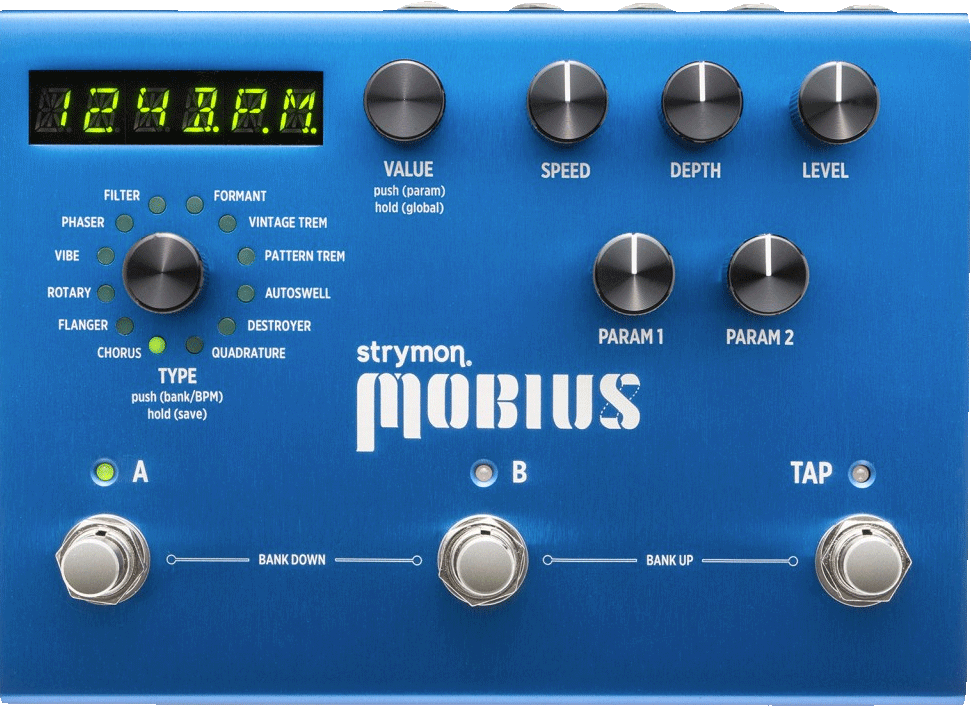 124 B.P.M.
VALUE
push (param)
hold (global)
SPEED
DEPTH
LEVEL
FILTER
FORMANT
PHASER
VINTAGE TREM
VIBE
PATTERN TREM
ROTARY
AUTOSWELL
FLANGER
DESTROYER
CHORUS
QUADRATURE
TYPE
push (bank/BPM)
hold (save)
PARAM 1
PARAM 2
strymon.
MOBIUS
A
B
TAP
BANK DOWN
BANK UP